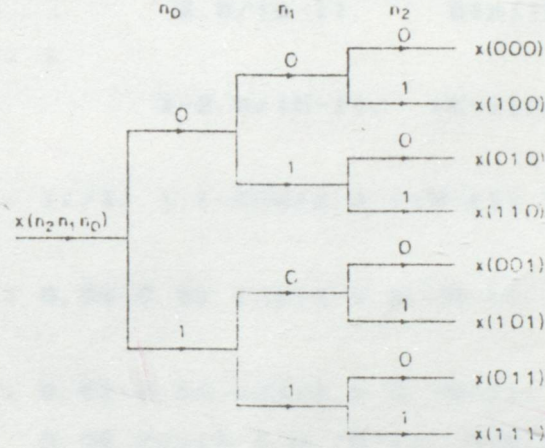 n₀ n₁ n₂
0 x(000)
0
1 x(100)
0
0 x(010)
1
1 x(110)
x(n₂n₁n₀)
0 x(001)
0
1 x(101)
1
0 x(011)
1 x(111)